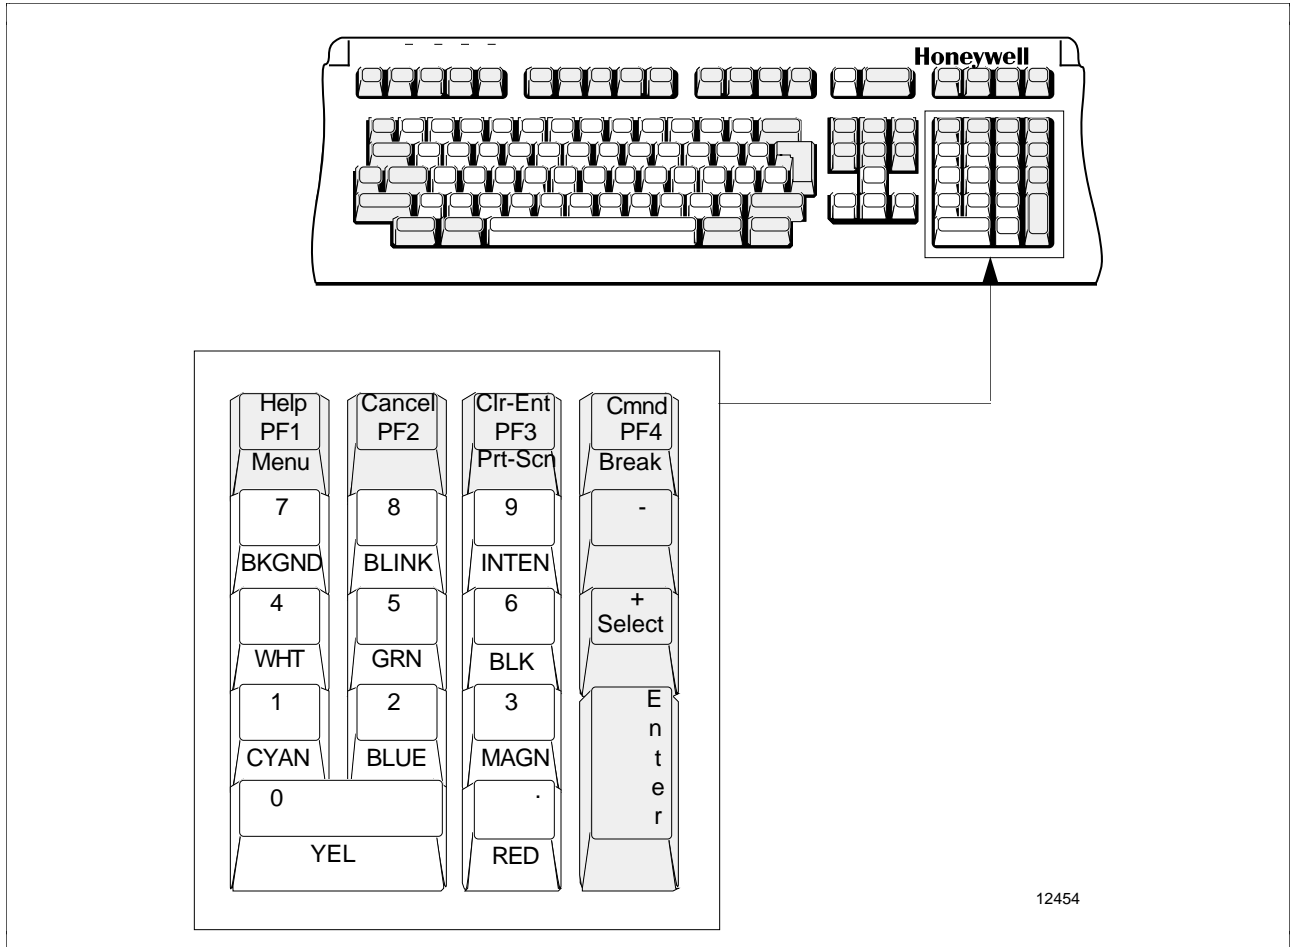 Honeywell
Help Cancel Clr-Ent Cmnd
PF1 PF2 PF3 PF4
Menu Prt-Scn Break
7 8 9 -
BKGND BLINK INTEN
4 5 6 +
Select
WHT GRN BLK
1 2 3 E
n
CYAN BLUE MAGN t
0 . e
r
YEL RED
12454